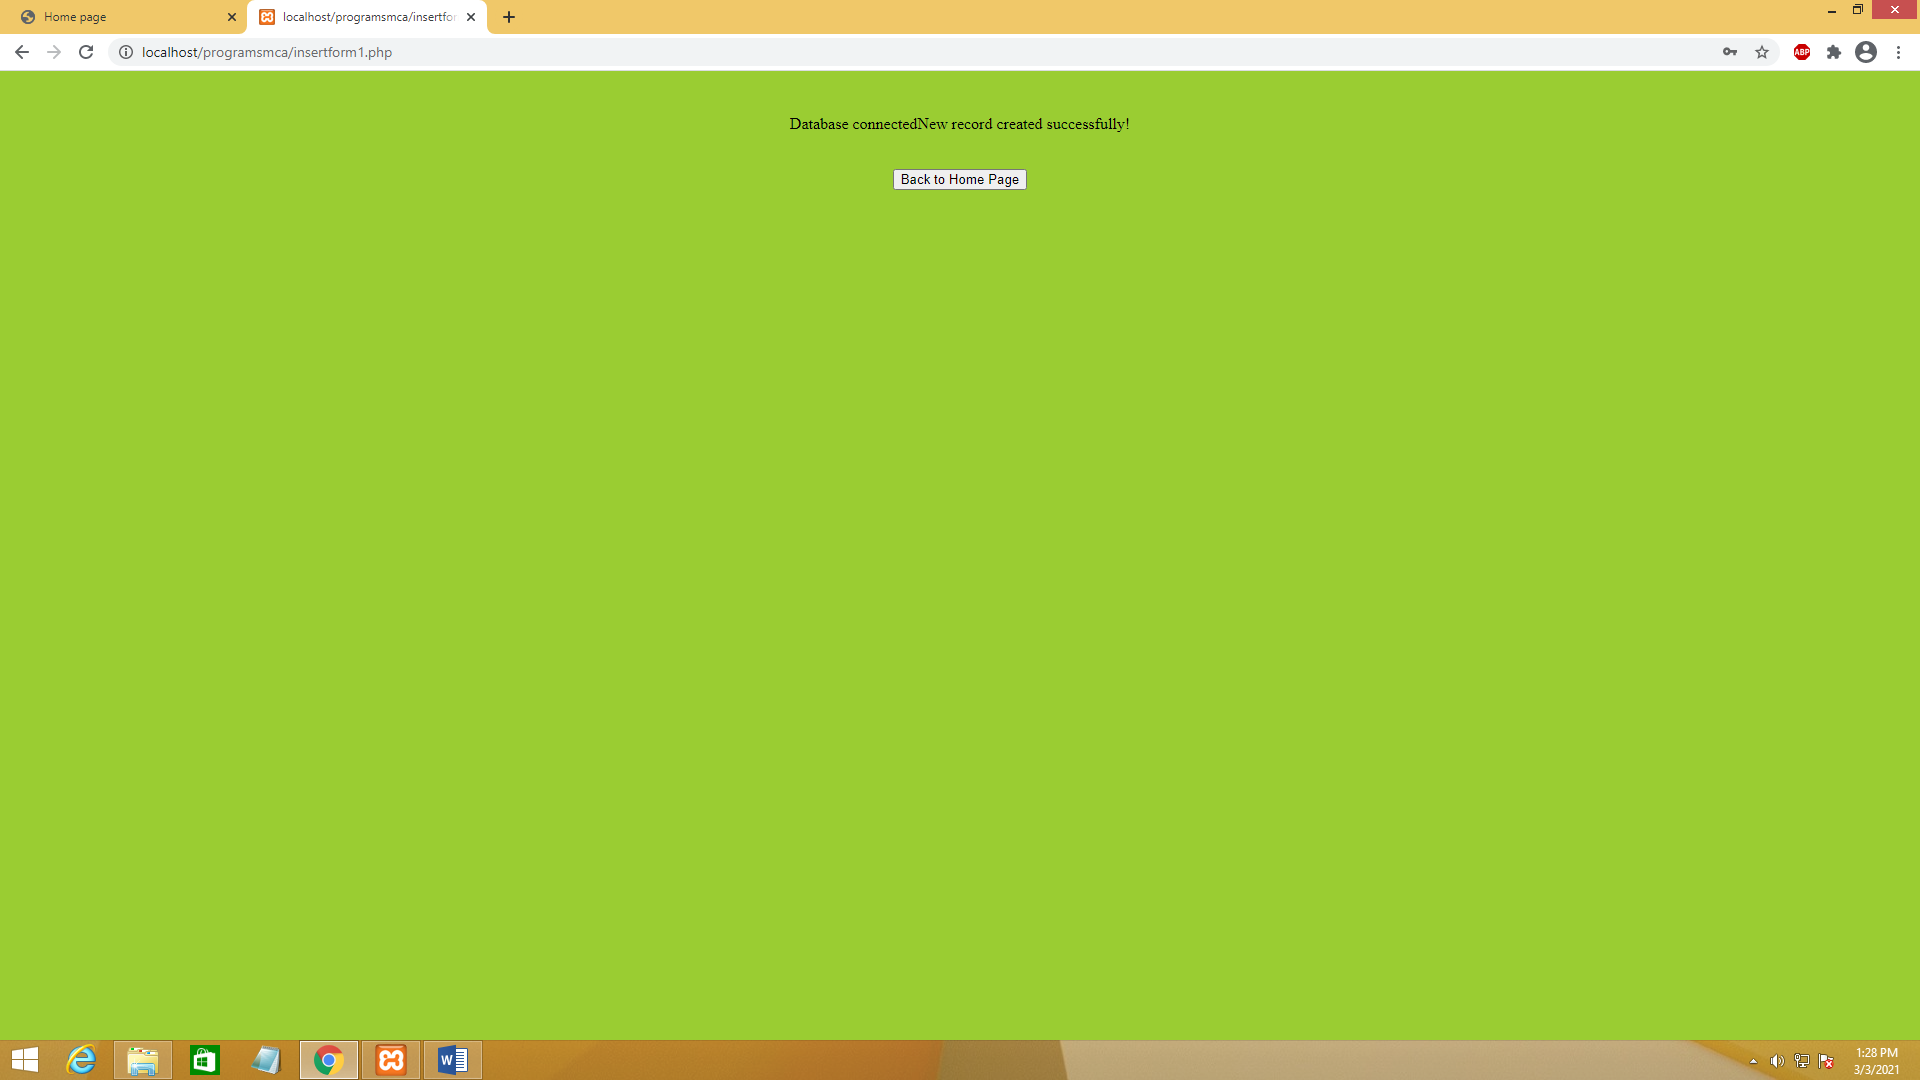 Home page
localhost/programsmca/insertfor
localhost/programsmca/insertform1.php
ABP
Database connectedNew record created successfully!
Back to Home Page
W
1:28 PM
3/3/2021